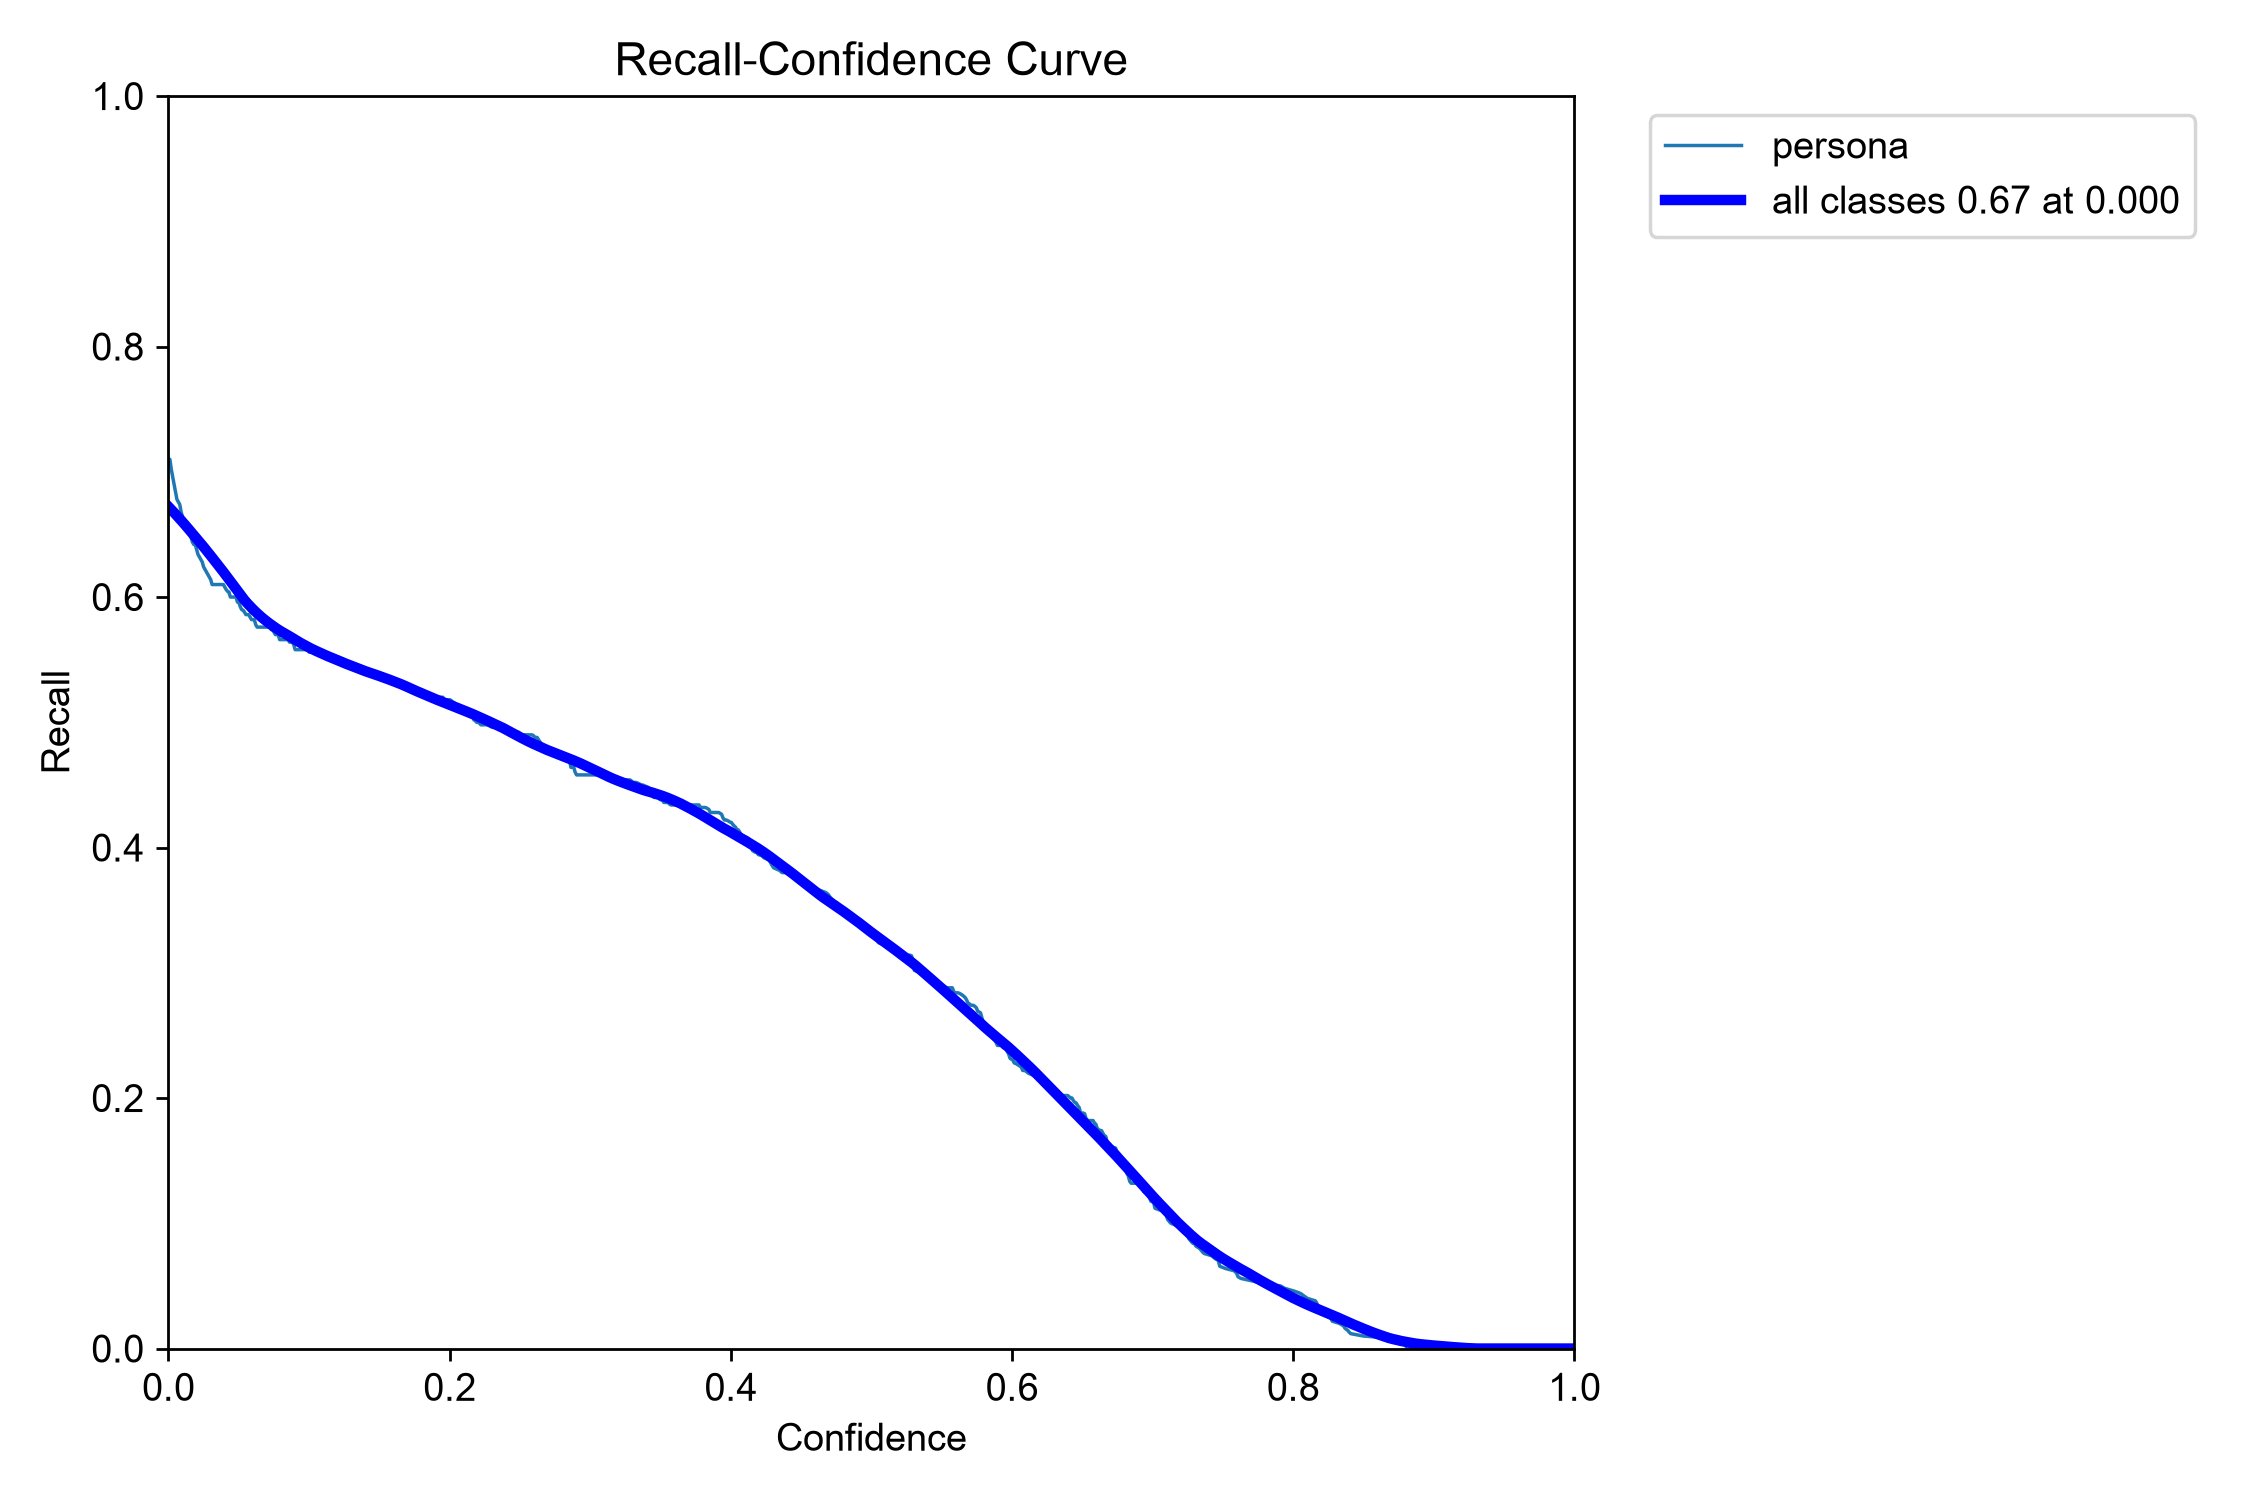 Recall-Confidence Curve
1.0
0.8
0.6
0.4
0.2
0.0
Recall
0.0 0.2 0.4 0.6 0.8 1.0
Confidence
persona
all classes 0.67 at 0.000